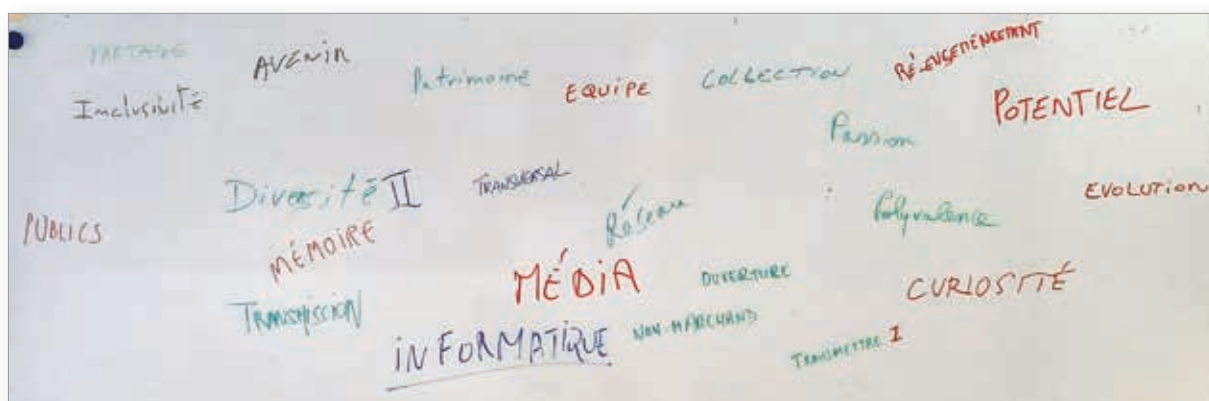 PARTAGE
AVENIR
Patrimoine
EQUIPE
COLLECTION
RÉ-ENGENEMENSEMENT
Inclusivité
POTENTIEL
Passion
Diversité II
TRANSVERSAL
EVOLUTION
Réseau
Polyvalence
PUBLICS
MÉMOIRE
MÉDIA
OUVERTURE
CURIOSITÉ
TRANSMISSION
INFORMATIQUE
NON-MARCHAND
TRANSMETTRE I